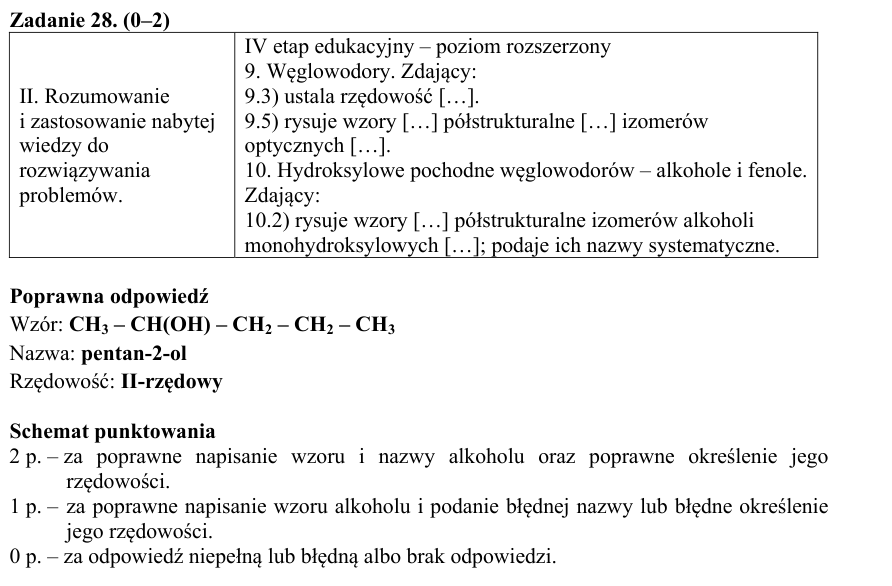 Zadanie 28. (0–2)
II. Rozumowanie
i zastosowanie nabytej
wiedzy do
rozwiązywania
problemów.
IV etap edukacyjny – poziom rozszerzony
9. Węglowodory. Zdający:
9.3) ustala rzędowość […].
9.5) rysuje wzory […] półstrukturalne […] izomerów
optycznych […].
10. Hydroksylowe pochodne węglowodorów – alkohole i fenole.
Zdający:
10.2) rysuje wzory […] półstrukturalne izomerów alkoholi
monohydroksylowych […]; podaje ich nazwy systematyczne.
Poprawna odpowiedź
Wzór: CH₃ – CH(OH) – CH₂ – CH₂ – CH₃
Nazwa: pentan-2-ol
Rzędowość: II-rzędowy
Schemat punktowania
2 p. – za poprawne napisanie wzoru i nazwy alkoholu oraz poprawne określenie jego
rzędowości.
1 p. – za poprawne napisanie wzoru alkoholu i podanie błędnej nazwy lub błędne określenie
jego rzędowości.
0 p. – za odpowiedź niepełną lub błędną albo brak odpowiedzi.